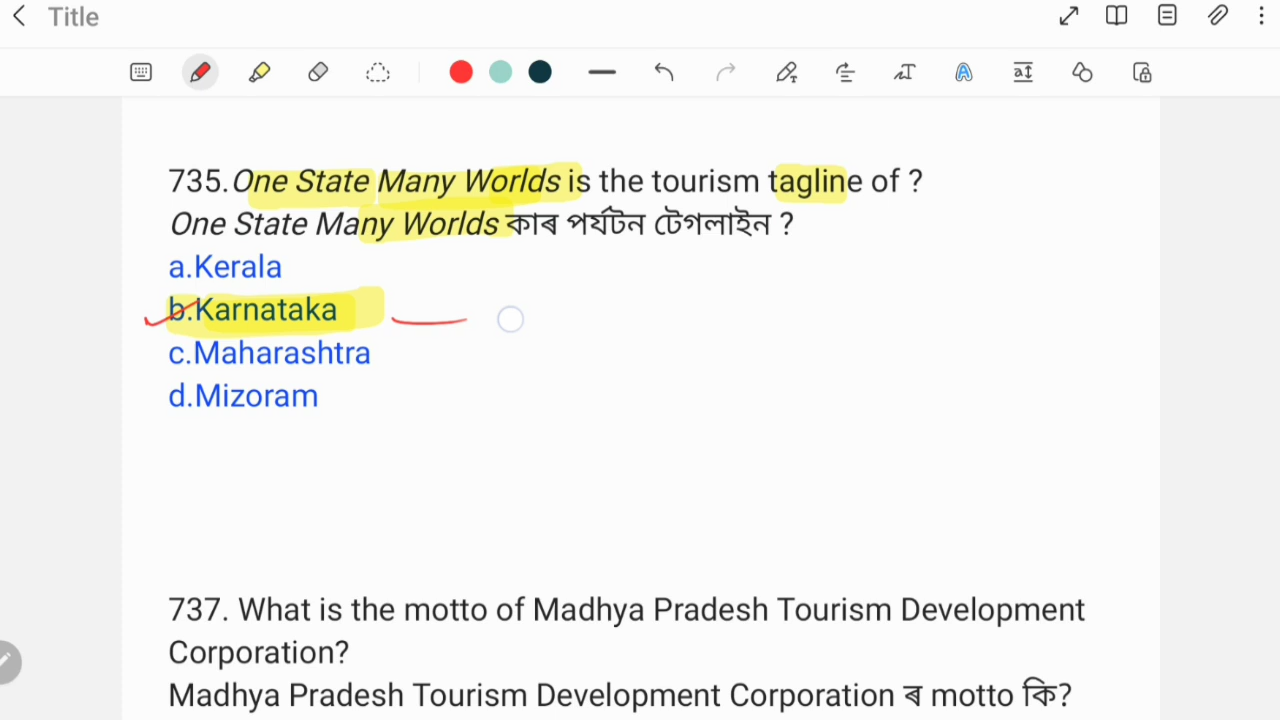 Title
735.One State Many Worlds is the tourism tagline of ?
One State Many Worlds কাৰ পৰ্যটন টেগলাইন ?
a.Kerala
b.Karnataka
c.Maharashtra
d.Mizoram
737. What is the motto of Madhya Pradesh Tourism Development
Corporation?
Madhya Pradesh Tourism Development Corporation ৰ motto কি?